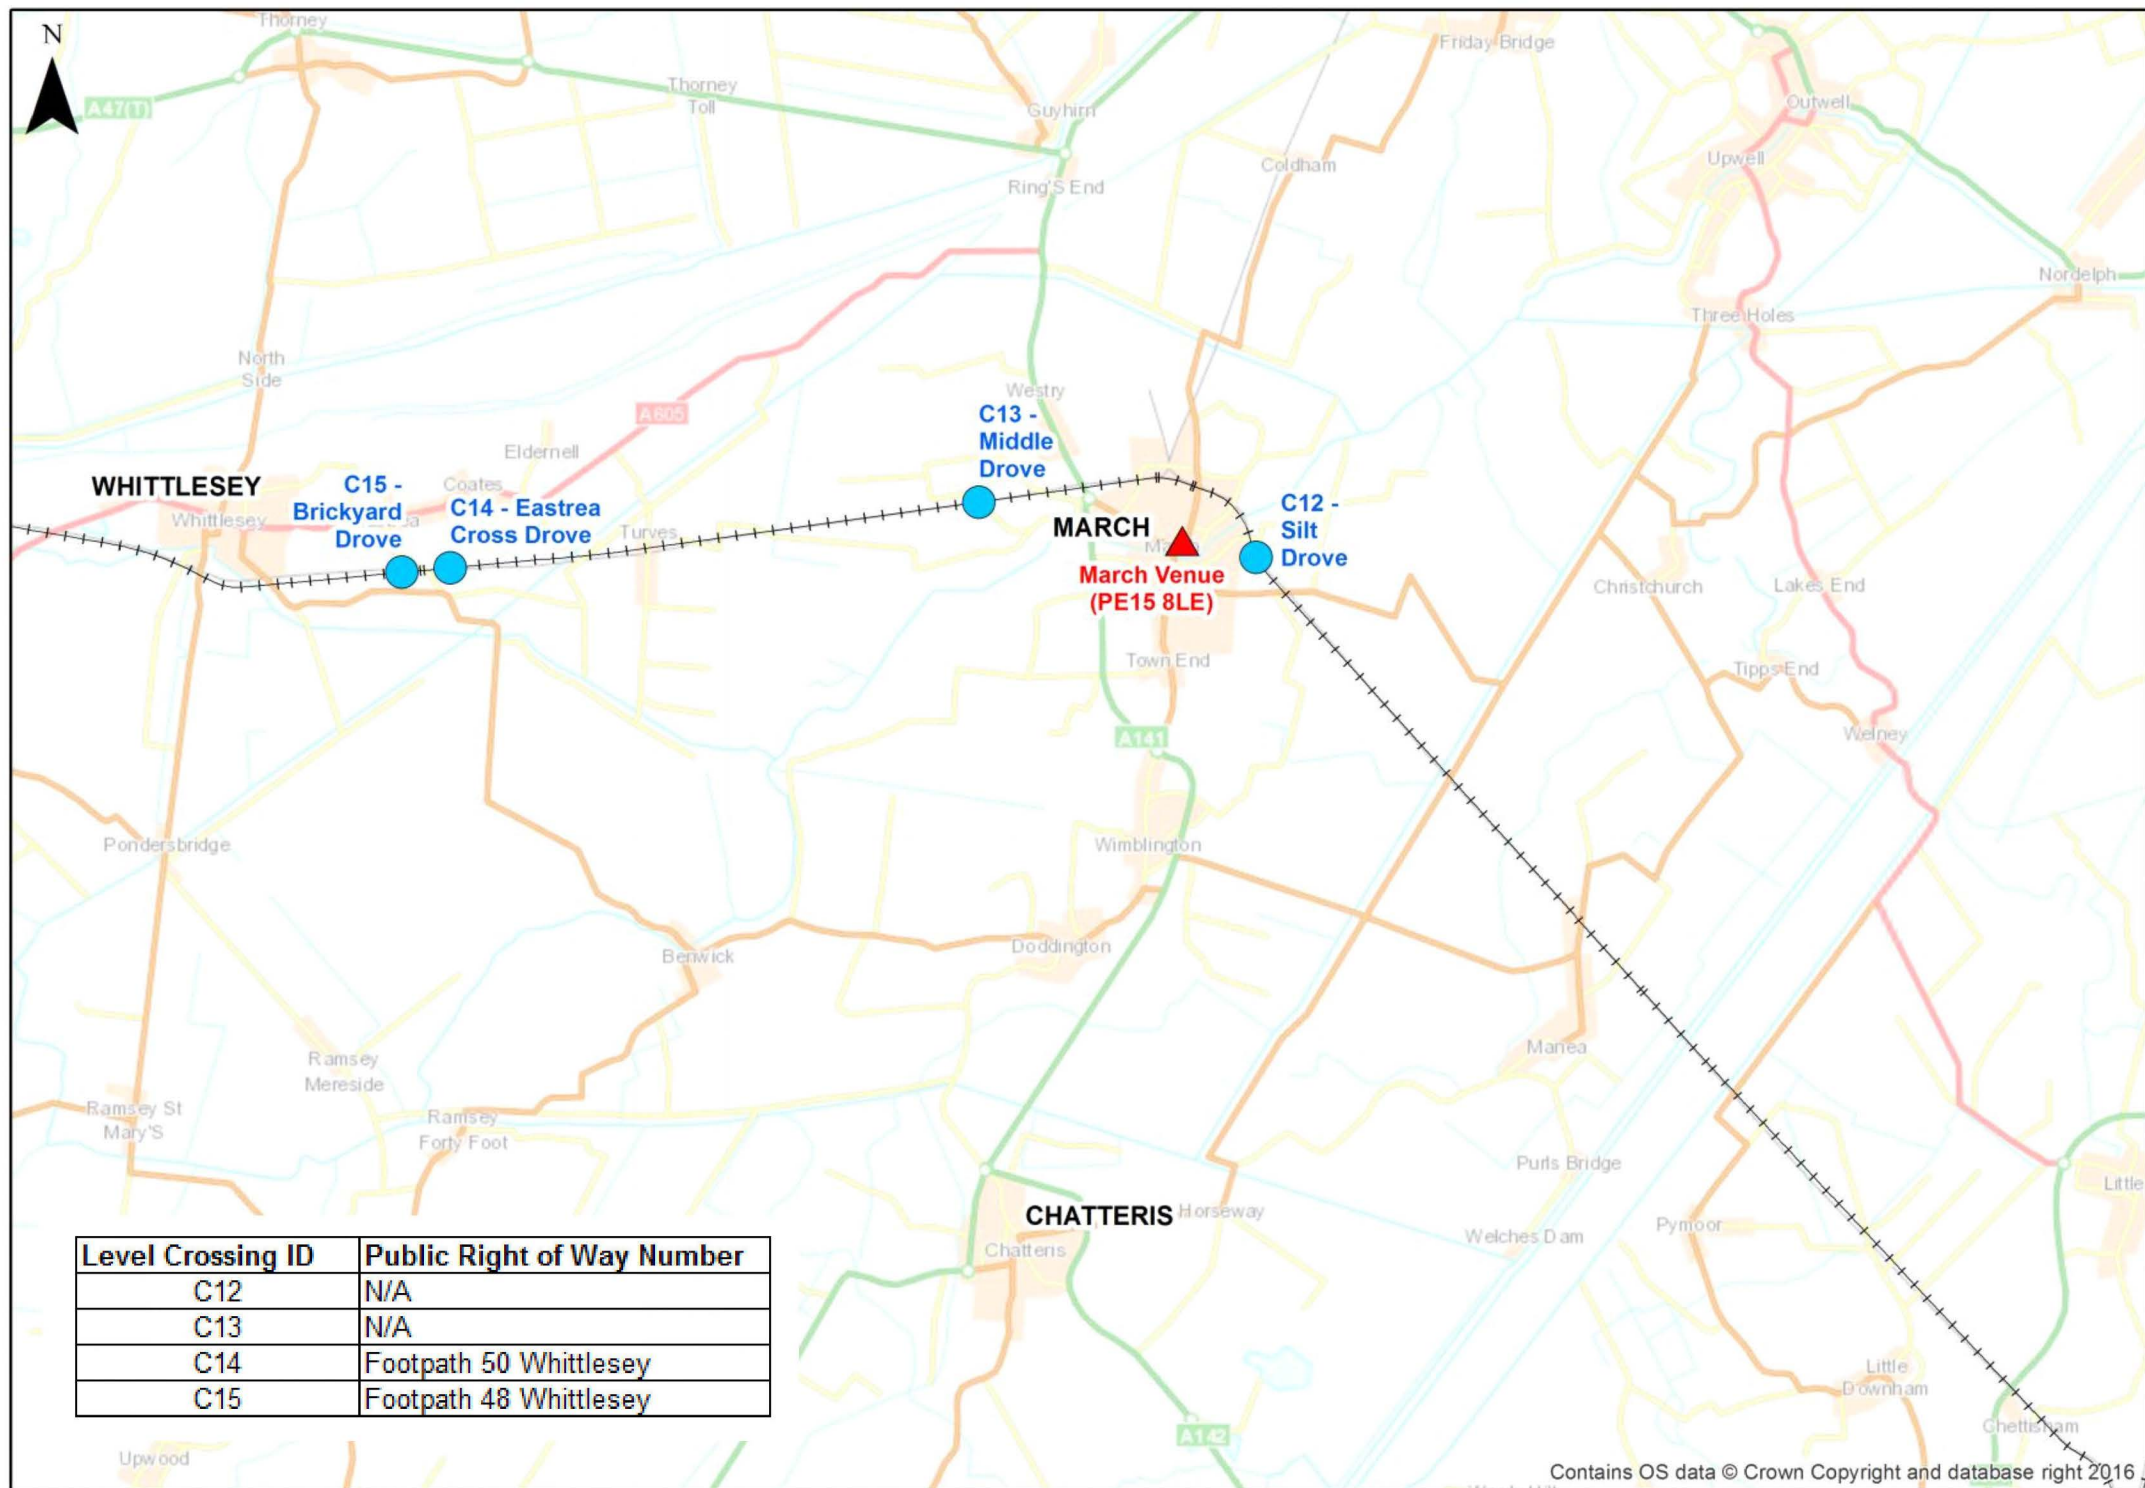 Thorney
N
Friday Bridge
A47(T)
Thorney
Toll
Guyhirn
Outwell
Upwell
Coldham
Ring'S End
Nordelph
Three Holes
North
Side
Westry
A605
C13 -
Middle
Drove
Eldernell
WHITTLESEY
C15 -
Brickyard
Drove
Coates
C14 - Eastrea
Cross Drove
Whittlesey
Turves
MARCH
C12 -
Silt
Drove
March Venue
(PE15 8LE)
Christchurch
Lakes End
Town End
Tipps End
A141
Welney
Pondersbridge
Wimblington
Benwick
Doddington
Manea
Ramsey
Mereside
Ramsey St
Mary'S
Ramsey
Forty Foot
Purls Bridge
Little
CHATTERIS
Horseway
Pymoor
Welches Dam
Chatteris
Level Crossing ID Public Right of Way Number
C12 N/A
C13 N/A
C14 Footpath 50 Whittlesey
C15 Footpath 48 Whittlesey
Little
Downham
Chettisham
A142
Upwood
Contains OS data © Crown Copyright and database right 2016